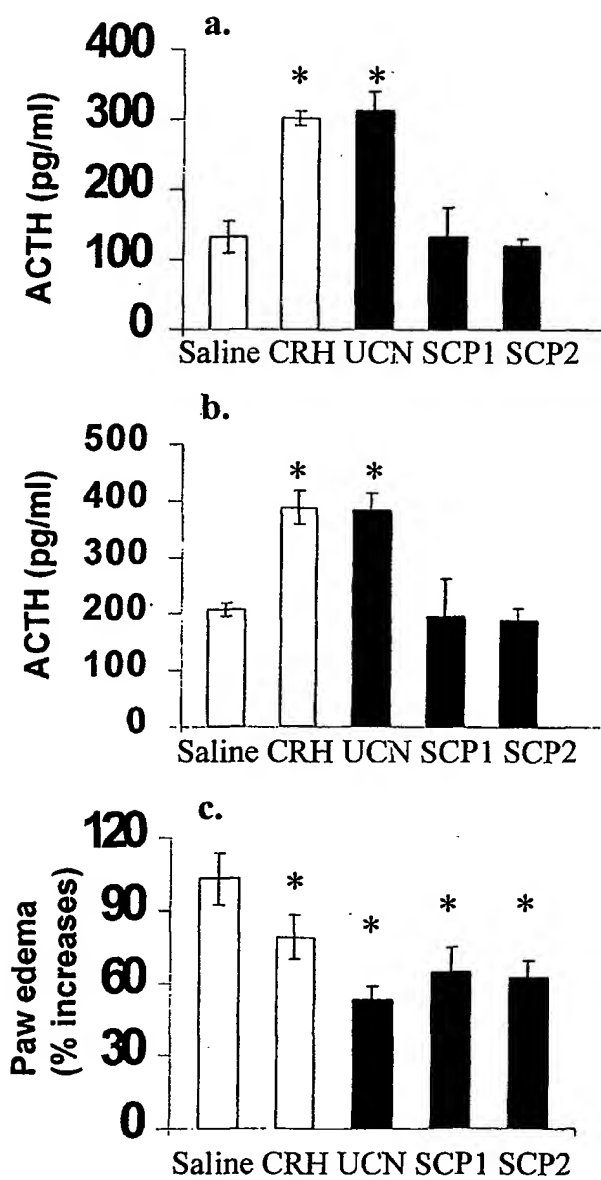 a.
ACTH (pg/ml)
400
300
200
100
0
* *
Saline CRH UCN SCP1 SCP2
b.
ACTH (pg/ml)
500
400
300
200
100
0
* *
Saline CRH UCN SCP1 SCP2
c.
Paw edema
(% increases)
120
90
60
30
0
* * * *
Saline CRH UCN SCP1 SCP2